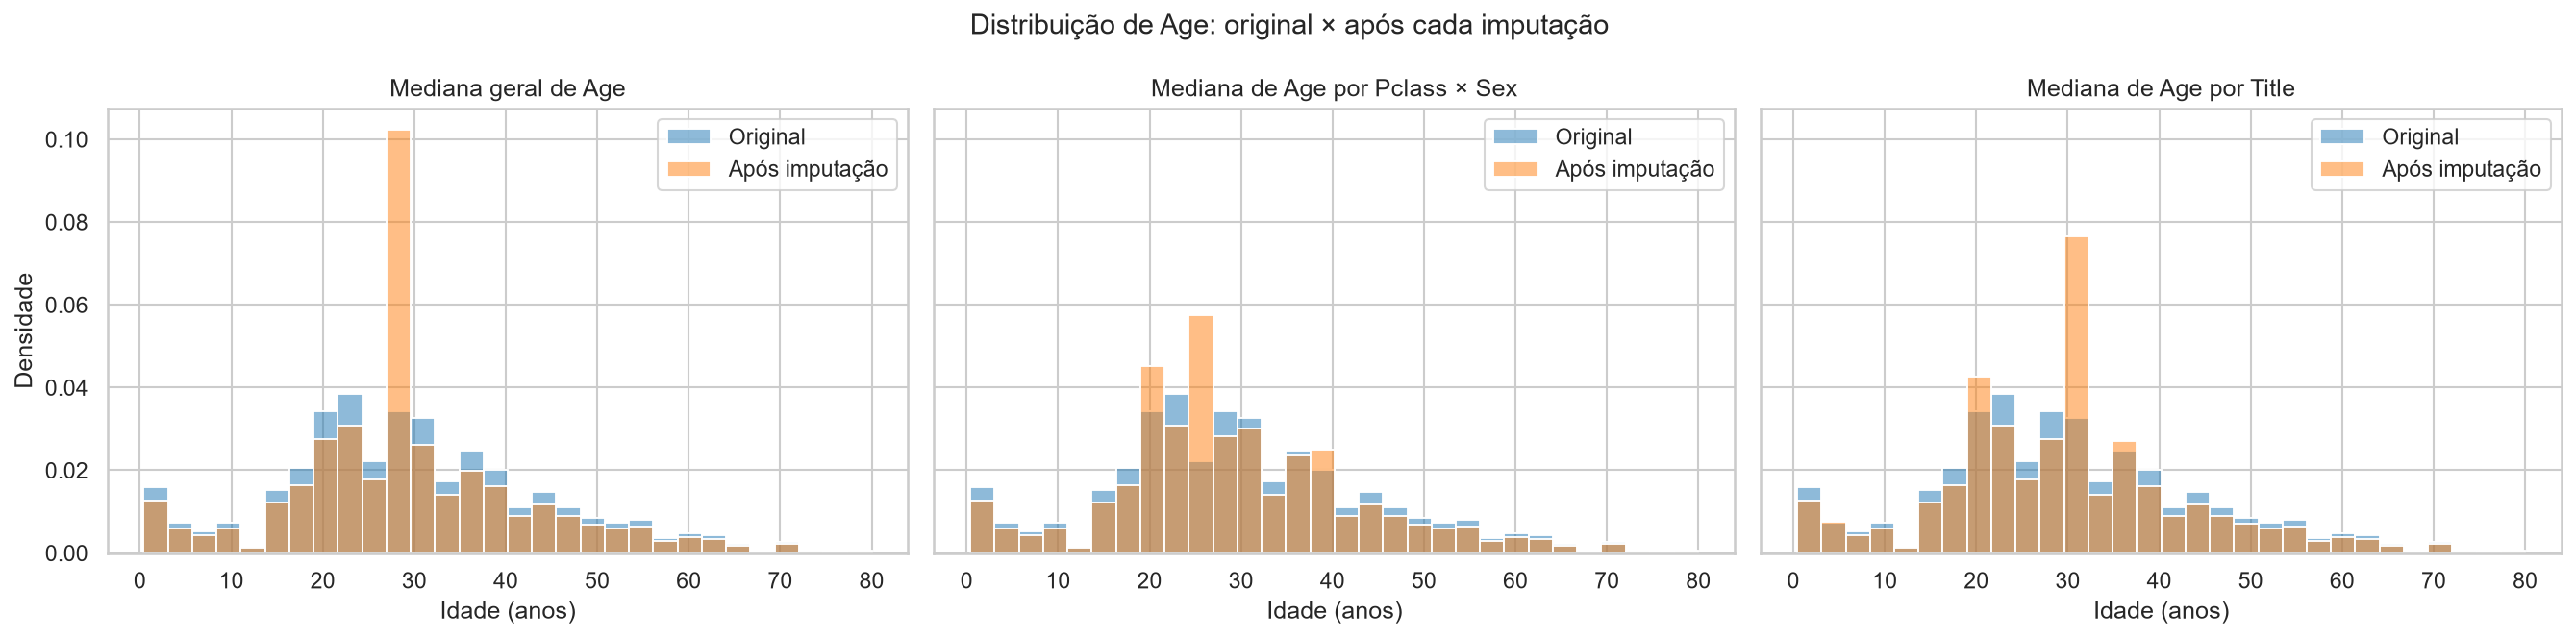 Distribuição de Age: original × após cada imputação
Mediana geral de Age
Mediana de Age por Pclass × Sex
Mediana de Age por Title
Original
Após imputação
Original
Após imputação
Original
Após imputação
Densidade
0.10
0.08
0.06
0.04
0.02
0.00
0 10 20 30 40 50 60 70 80
0 10 20 30 40 50 60 70 80
0 10 20 30 40 50 60 70 80
Idade (anos)
Idade (anos)
Idade (anos)